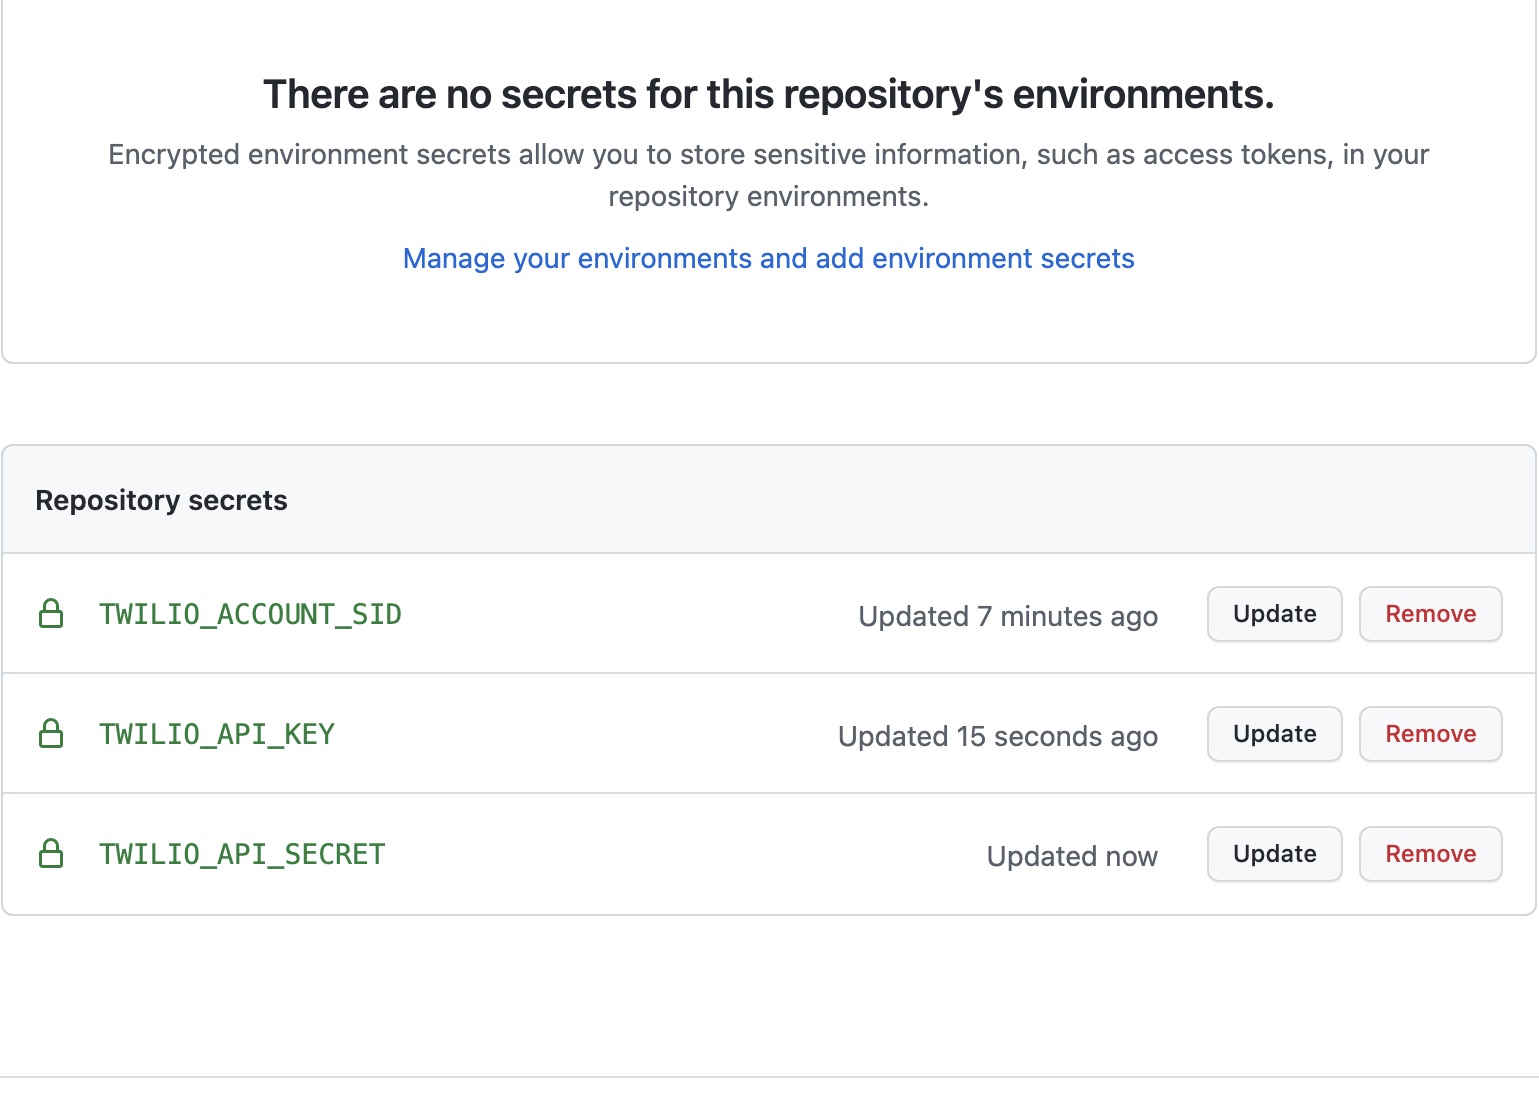 There are no secrets for this repository's environments.
Encrypted environment secrets allow you to store sensitive information, such as access tokens, in your
repository environments.
Manage your environments and add environment secrets
Repository secrets
TWILIO_ACCOUNT_SID Updated 7 minutes ago Update Remove
TWILIO_API_KEY Updated 15 seconds ago Update Remove
TWILIO_API_SECRET Updated now Update Remove